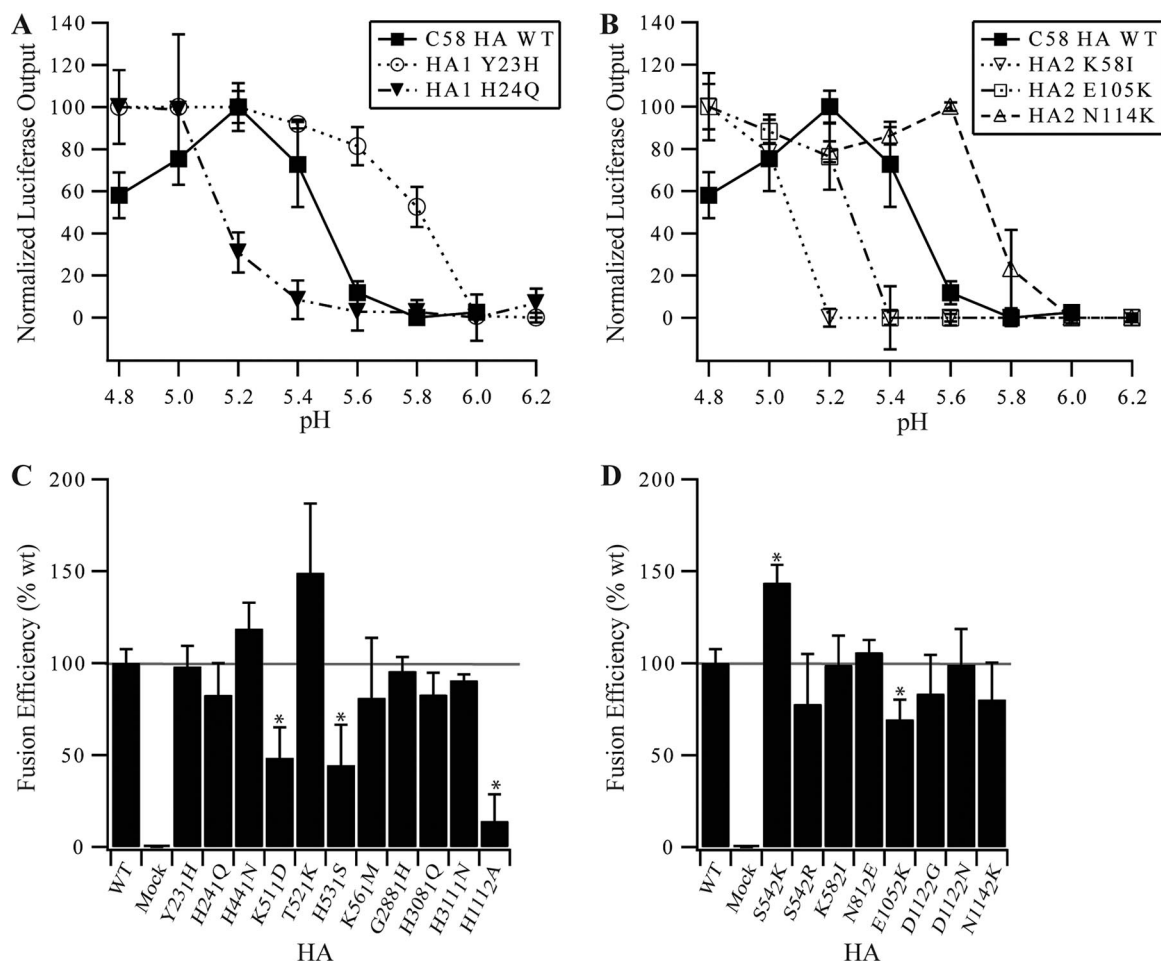 A
Normalized Luciferase Output
140
120
100
80
60
40
20
0
4.8 5.0 5.2 5.4 5.6 5.8 6.0 6.2
pH
C58 HA WT
HA1 Y23H
HA1 H24Q
B
Normalized Luciferase Output
140
120
100
80
60
40
20
0
4.8 5.0 5.2 5.4 5.6 5.8 6.0 6.2
pH
C58 HA WT
HA2 K58I
HA2 E105K
HA2 N114K
C
Fusion Efficiency (% wt)
200
150
100
50
0
* * *
WT
Mock
Y23₁H
H24₁Q
H44₁N
K51₁D
T52₁K
H53₁S
K56₁M
G288₁H
H308₁Q
H311₁N
H111₂A
HA
D
Fusion Efficiency (% wt)
200
150
100
50
0
* *
WT
Mock
S54₂K
S54₂R
K58₂I
N81₂E
E105₂K
D112₂G
D112₂N
N114₂K
HA